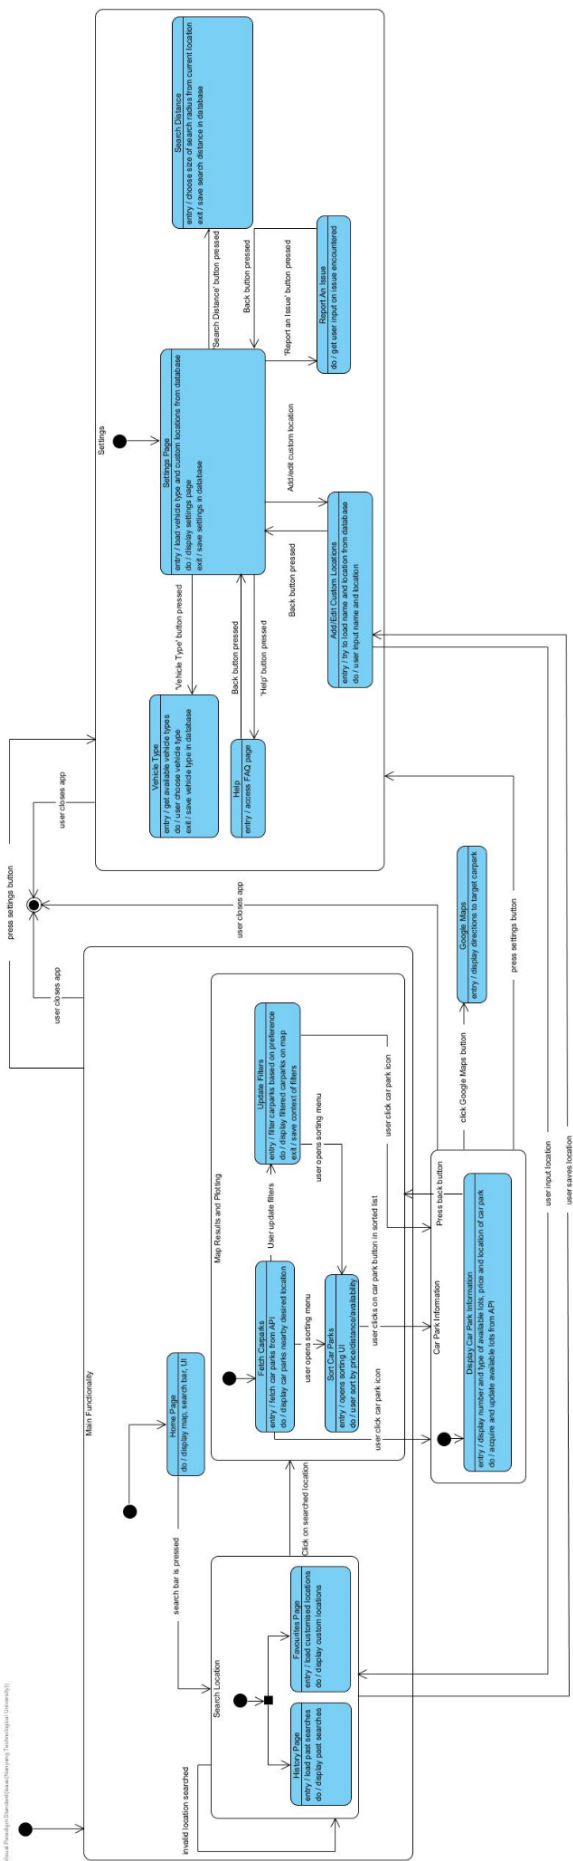 Visual Paradigm Standard(isaac(Nanyang Technological University))
Main Functionality
Home Page
do / display map, search bar, UI
search bar is pressed
Search Location
invalid location searched
History Page
entry / load past searches
do / display past searches
Favourites Page
entry / load customised locations
do / display custom locations
Click on searched location
Map Results and Plotting
Fetch Carparks
entry / fetch car parks from API
do / display car parks nearby desired location
User update filters
Update Filters
entry / filter carparks based on preference
do / display filtered carparks on map
exit / save context of filters
user opens sorting menu
user opens sorting menu
Sort Car Parks
entry / opens sorting UI
do / user sort by price/distance/availability
user click car park icon
user clicks on car park button in sorted list
user click car park icon
Car Park Information
Press back button
Display Car Park Information
entry / display number and type of available lots, price and location of car park
do / acquire and update available lots from API
click Google Maps button
Google Maps
entry / display directions to target carpark
press settings button
user closes app
user closes app
user closes app
press settings button
user input location
user saves location
Settings
Settings Page
entry / load vehicle type and custom locations from database
do / display settings page
exit / save settings in database
'Vehicle Type' button pressed
Vehicle Type
entry / get available vehicle types
do / user choose vehicle type
exit / save vehicle type in database
Back button pressed
'Help' button pressed
Help
entry / access FAQ page
Back button pressed
Add/edit custom location
Add/Edit Custom Locations
entry / try to load name and location from database
do / user input name and location
'Search Distance' button pressed
Search Distance
entry / choose size of search radius from current location
exit / save search distance in database
Back button pressed
'Report an Issue' button pressed
Report An Issue
do / get user input on issue encountered